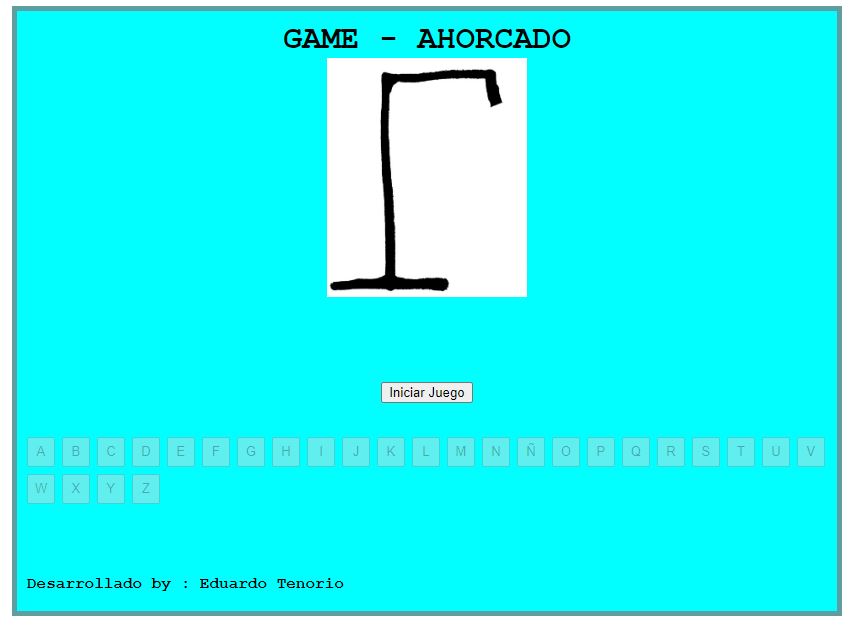 GAME - AHORCADO
Iniciar Juego
A B C D E F G H I J K L M N Ñ O P Q R S T U V
W X Y Z
Desarrollado by : Eduardo Tenorio